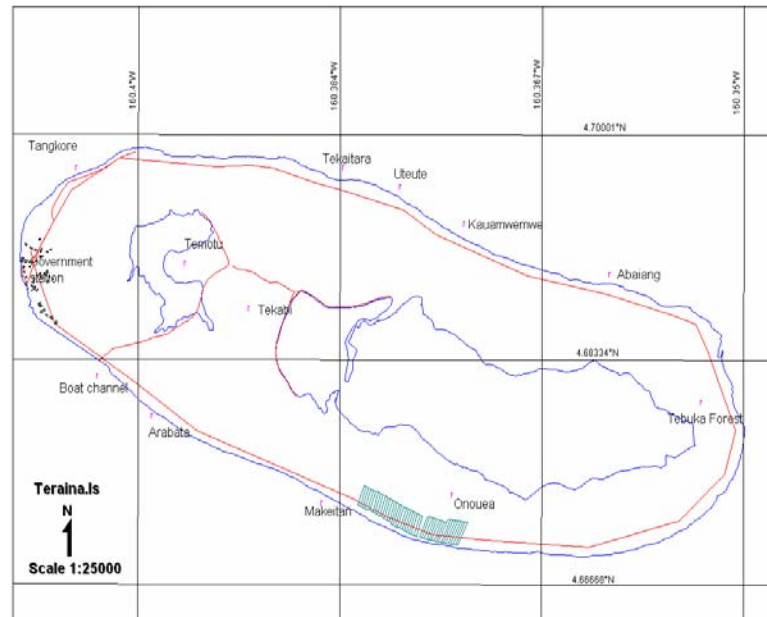 160.4°W
160.384°W
160.367°W
160.35°W
4.70001°N
Tangkore
Tekaitara
Uteute
Kauamwemwe
Temotu
Government
station
Abaiang
Tekabi
4.68334°N
Boat channel
Tebuka Forest
Arabata
Teraina.Is
Onouea
Makeitan
N
Scale 1:25000
4.66668°N